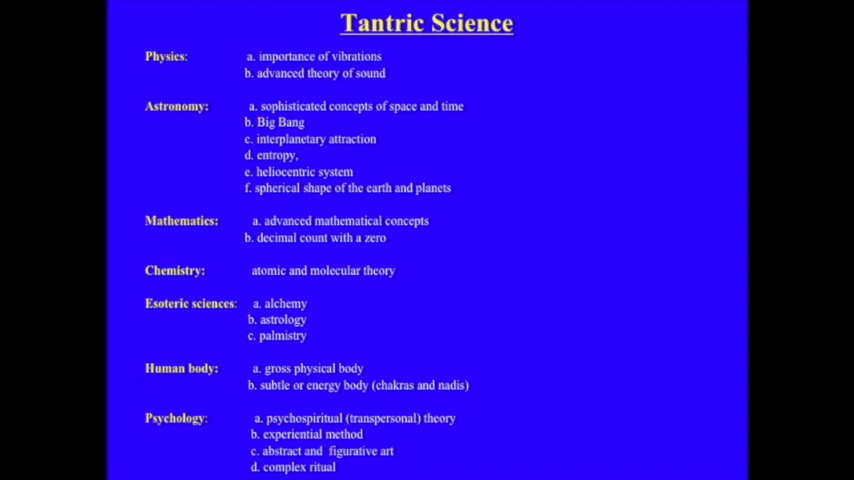 Tantric Science
Physics: a. importance of vibrations
b. advanced theory of sound
Astronomy: a. sophisticated concepts of space and time
b. Big Bang
c. interplanetary attraction
d. entropy,
e. heliocentric system
f. spherical shape of the earth and planets
Mathematics: a. advanced mathematical concepts
b. decimal count with a zero
Chemistry: atomic and molecular theory
Esoteric sciences: a. alchemy
b. astrology
c. palmistry
Human body: a. gross physical body
b. subtle or energy body (chakras and nadis)
Psychology: a. psychospiritual (transpersonal) theory
b. experiential method
c. abstract and figurative art
d. complex ritual